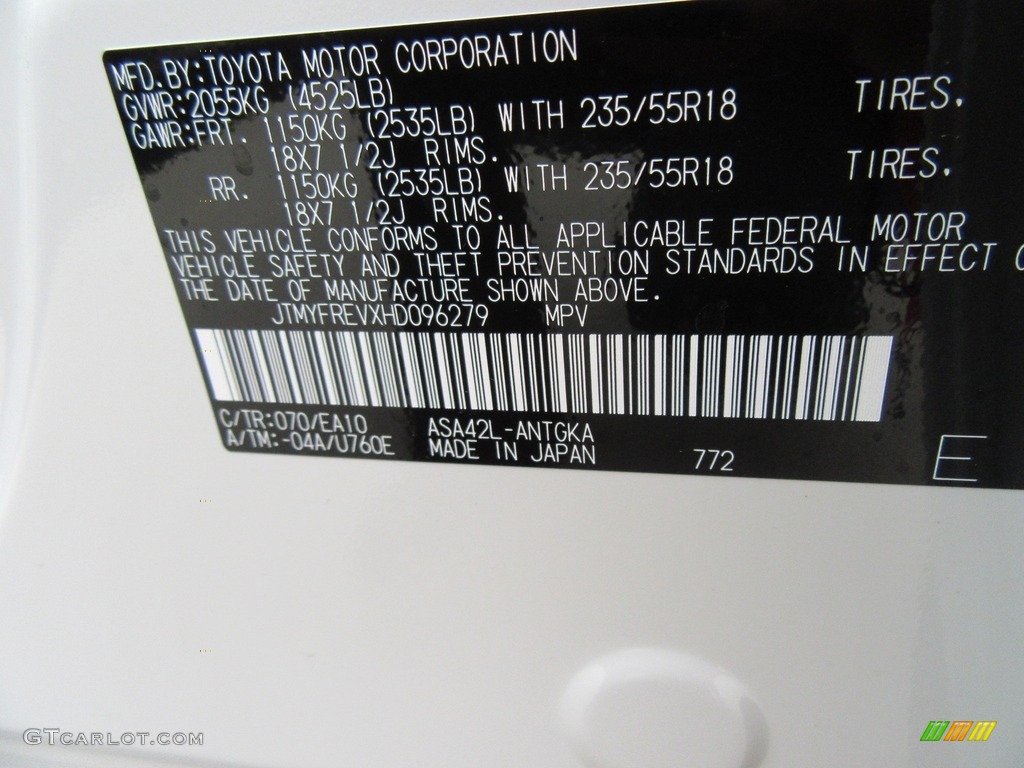 MFD.BY:TOYOTA MOTOR CORPORATION
GVWR:2055KG (4525LB)
GAWR:FRT. 1150KG (2535LB) WITH 235/55R18 TIRES.
18X7 1/2J RIMS.
RR. 1150KG (2535LB) WITH 235/55R18 TIRES.
18X7 1/2J RIMS.
THIS VEHICLE CONFORMS TO ALL APPLICABLE FEDERAL MOTOR
VEHICLE SAFETY AND THEFT PREVENTION STANDARDS IN EFFECT
THE DATE OF MANUFACTURE SHOWN ABOVE.
JTMYFREVXHD096279 MPV
C/TR:070/EA10 ASA42L-ANTGKA
A/TM:-04A/U760E MADE IN JAPAN 772 E
GTcarlot.com